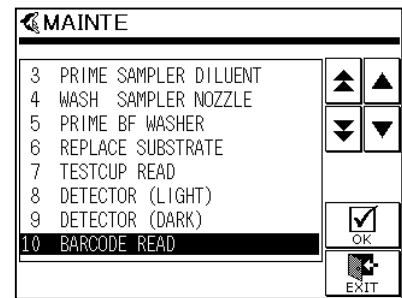 MAINTE
3 PRIME SAMPLER DILUENT
4 WASH SAMPLER NOZZLE
5 PRIME BF WASHER
6 REPLACE SUBSTRATE
7 TESTCUP READ
8 DETECTOR (LIGHT)
9 DETECTOR (DARK)
10 BARCODE READ
OK
EXIT